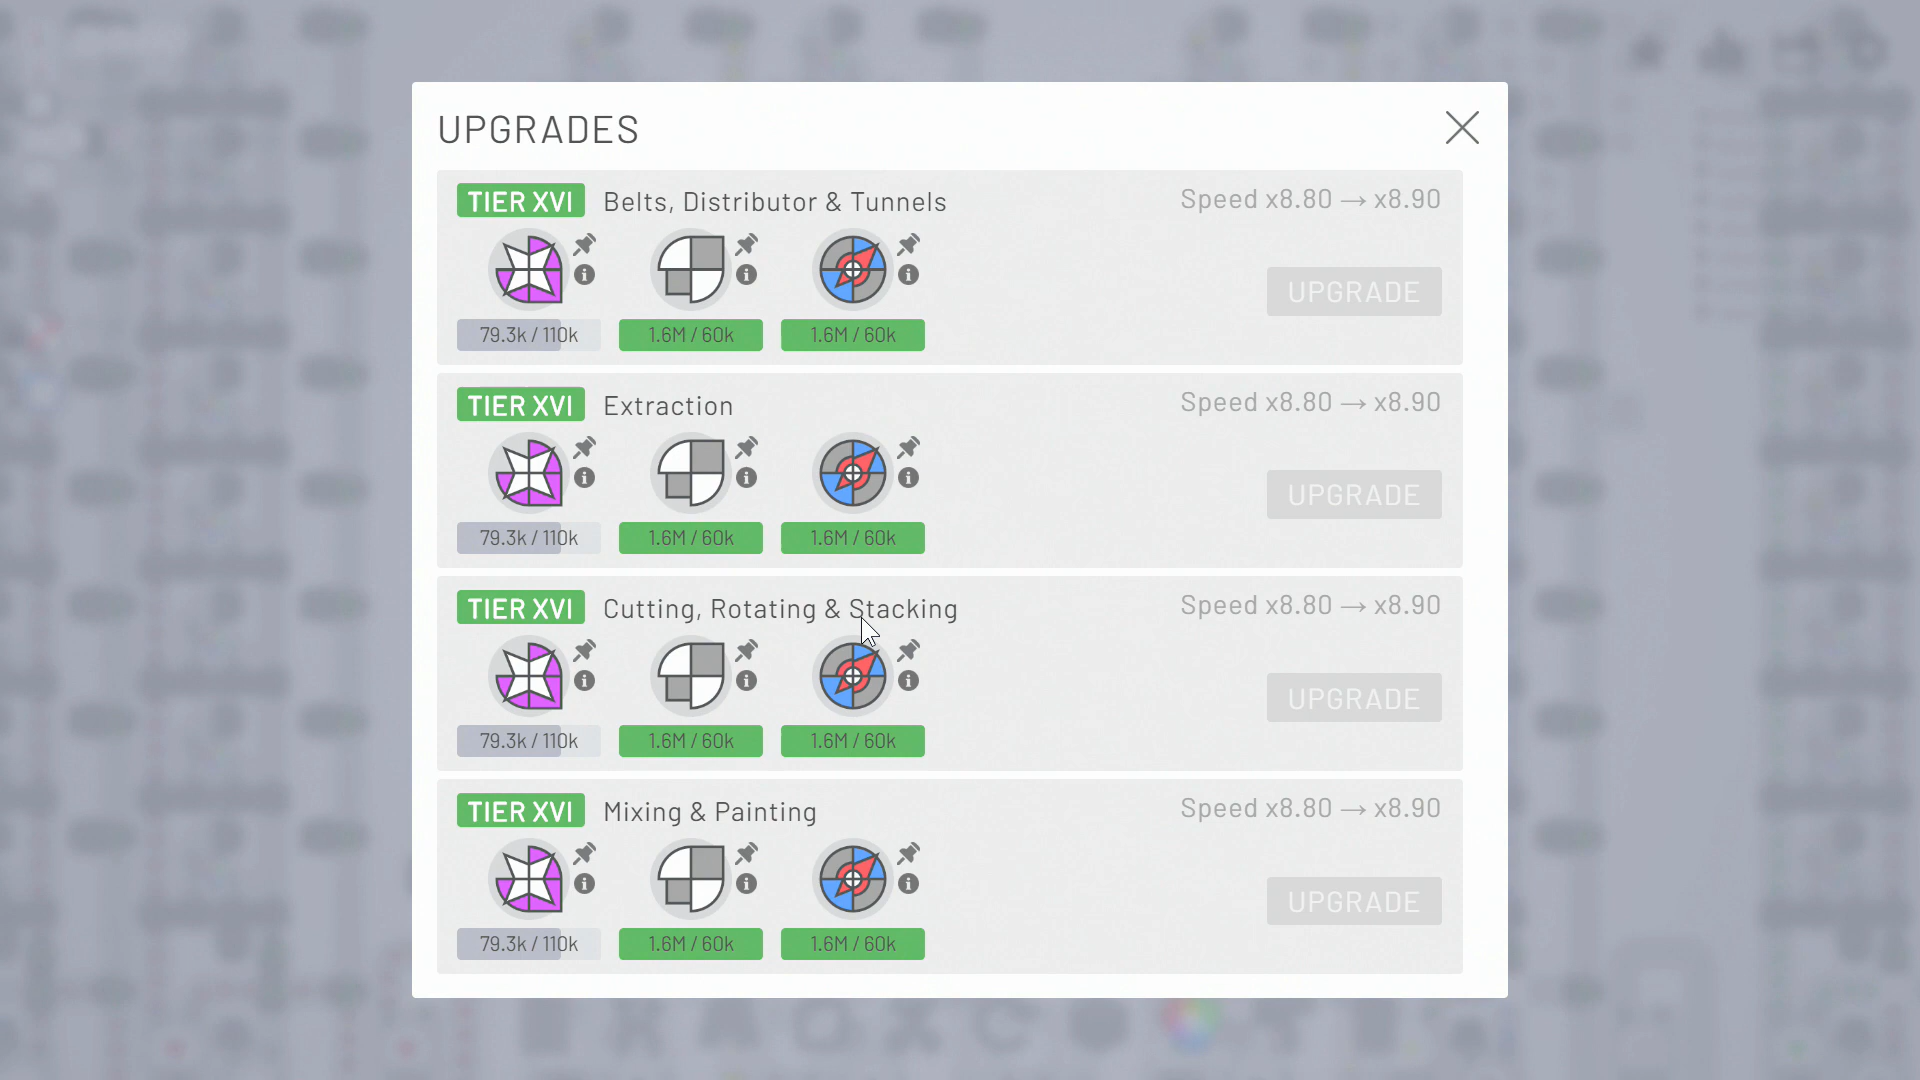 UPGRADES
TIER XVI Belts, Distributor & Tunnels Speed x8.80 → x8.90
79.3k / 110k 1.6M / 60k 1.6M / 60k
UPGRADE
TIER XVI Extraction Speed x8.80 → x8.90
79.3k / 110k 1.6M / 60k 1.6M / 60k
UPGRADE
TIER XVI Cutting, Rotating & Stacking Speed x8.80 → x8.90
79.3k / 110k 1.6M / 60k 1.6M / 60k
UPGRADE
TIER XVI Mixing & Painting Speed x8.80 → x8.90
79.3k / 110k 1.6M / 60k 1.6M / 60k
UPGRADE